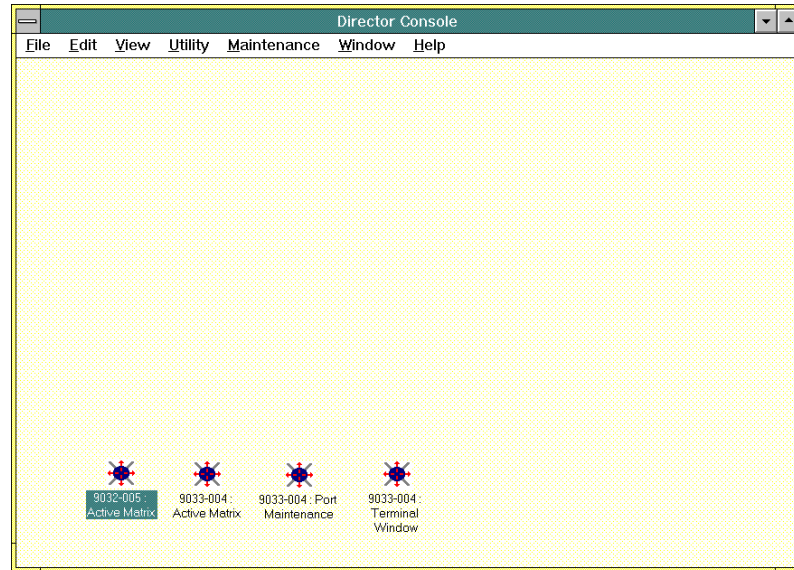 Director Console
File Edit View Utility Maintenance Window Help
9032-005 :
Active Matrix
9033-004 :
Active Matrix
9033-004 : Port
Maintenance
9033-004 :
Terminal
Window